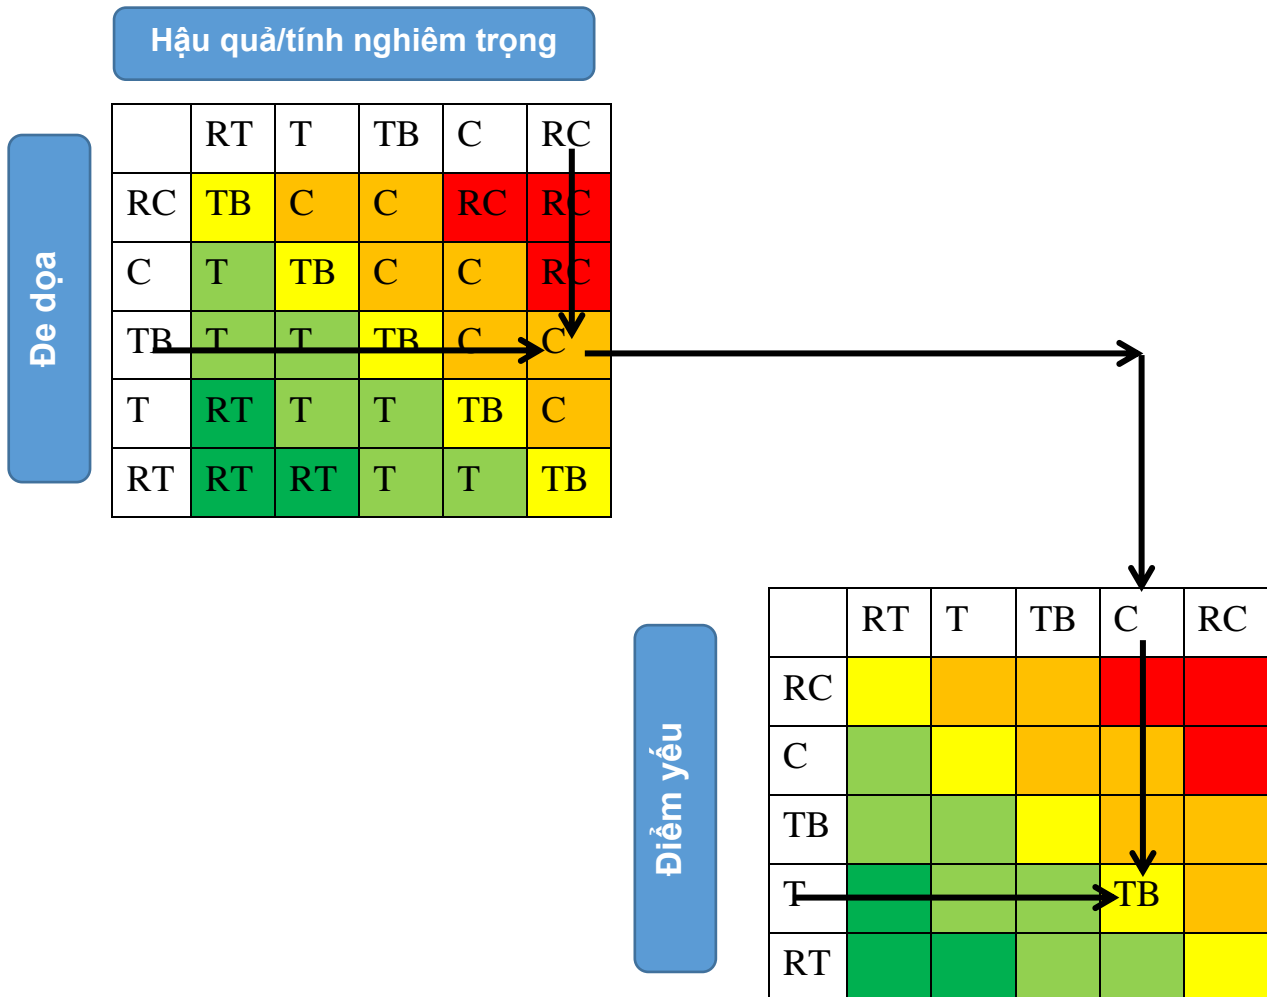 Hậu quả/tính nghiêm trọng
Đe dọa
RT T TB C RC
RC TB C C RC RC
C T TB C C RC
TB T T TB C C
T RT T T TB C
RT RT RT T T TB
Điểm yếu
RT T TB C RC
RC
C
TB
T TB
RT